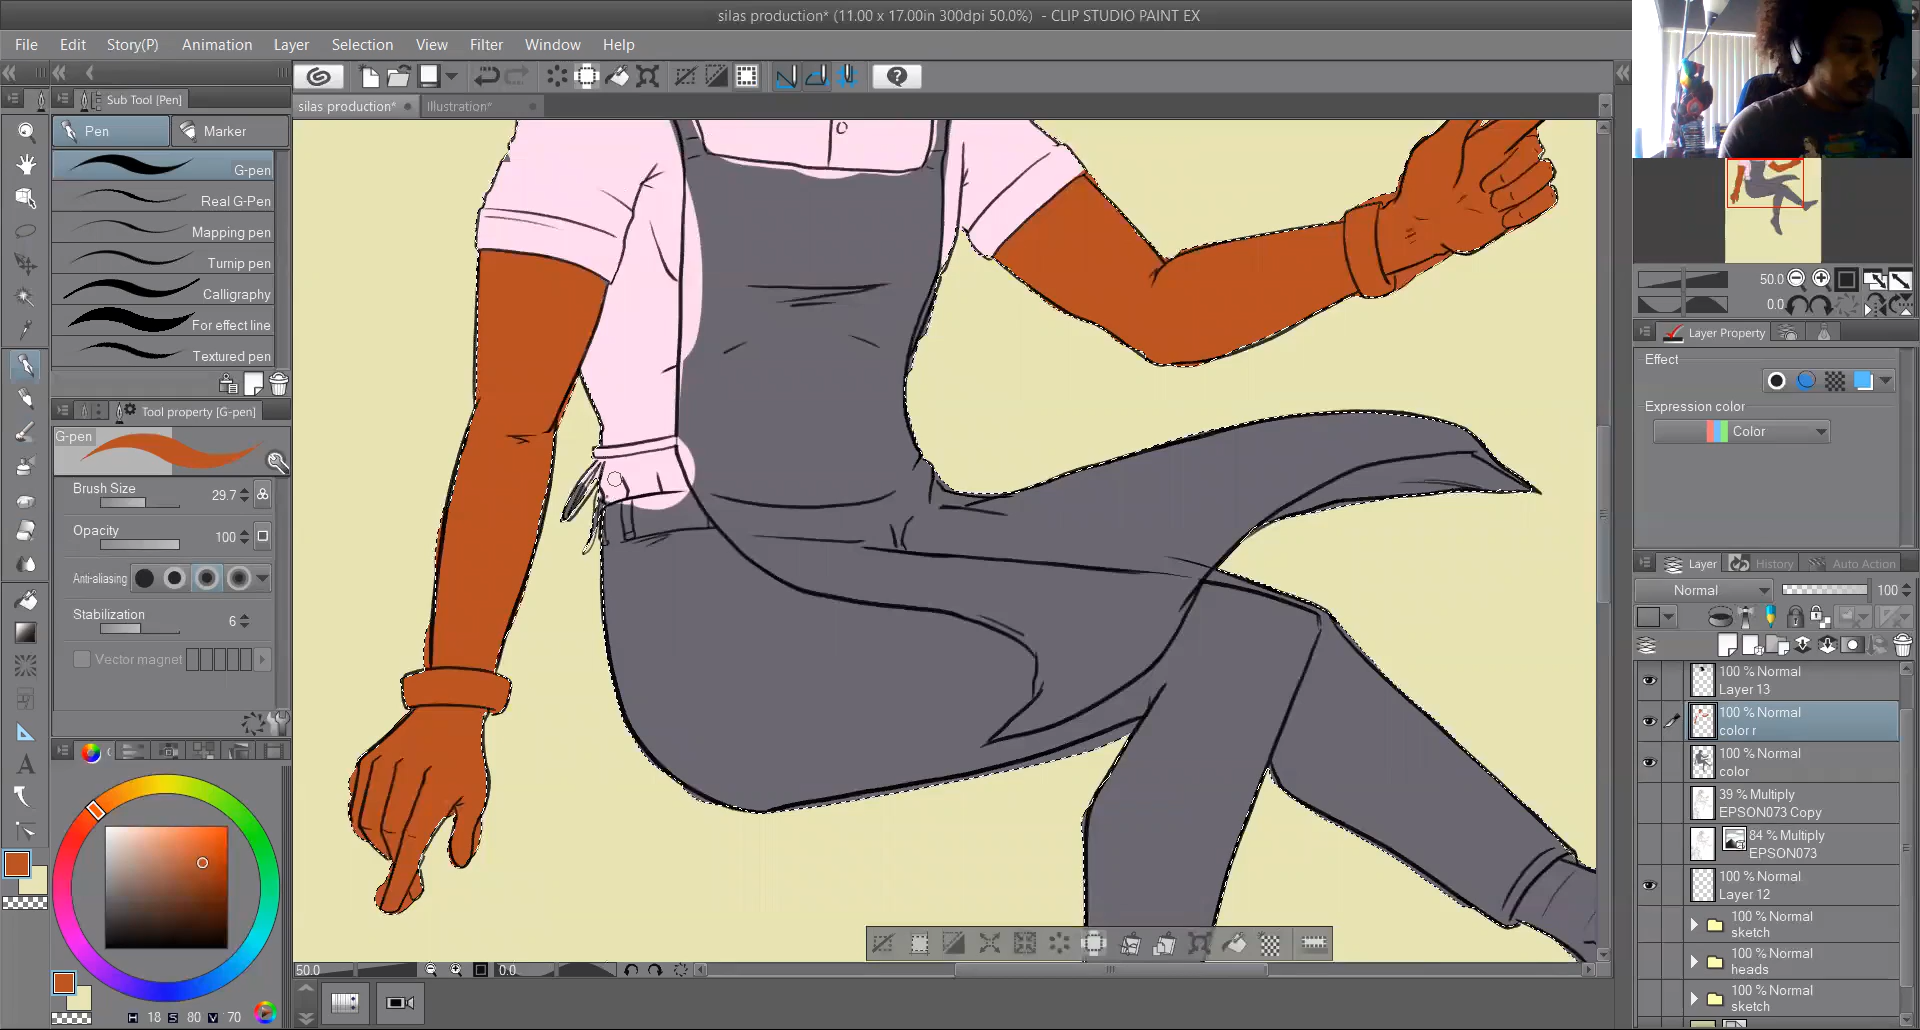 silas production* (11.00 x 17.00in 300dpi 50.0%) - CLIP STUDIO PAINT EX
File Edit Story(P) Animation Layer Selection View Filter Window Help
Sub Tool [Pen]
silas production* Illustration*
Pen Marker
G-pen
Real G-Pen
Mapping pen
Turnip pen
Calligraphy
For effect line
Textured pen
Tool property [G-pen]
G-pen
Brush Size 29.7
Opacity 100
Anti-aliasing
Stabilization 6
Vector magnet
H 18 S 80 V 70
50.0 0.0
50.0
0.0
Layer Property
Effect
Expression color
Color
Layer History Auto Action
Normal 100
100 % Normal
Layer 13
100 % Normal
color r
100 % Normal
color
39 % Multiply
EPSON073 Copy
84 % Multiply
EPSON073
100 % Normal
Layer 12
100 % Normal
sketch
100 % Normal
heads
100 % Normal
sketch